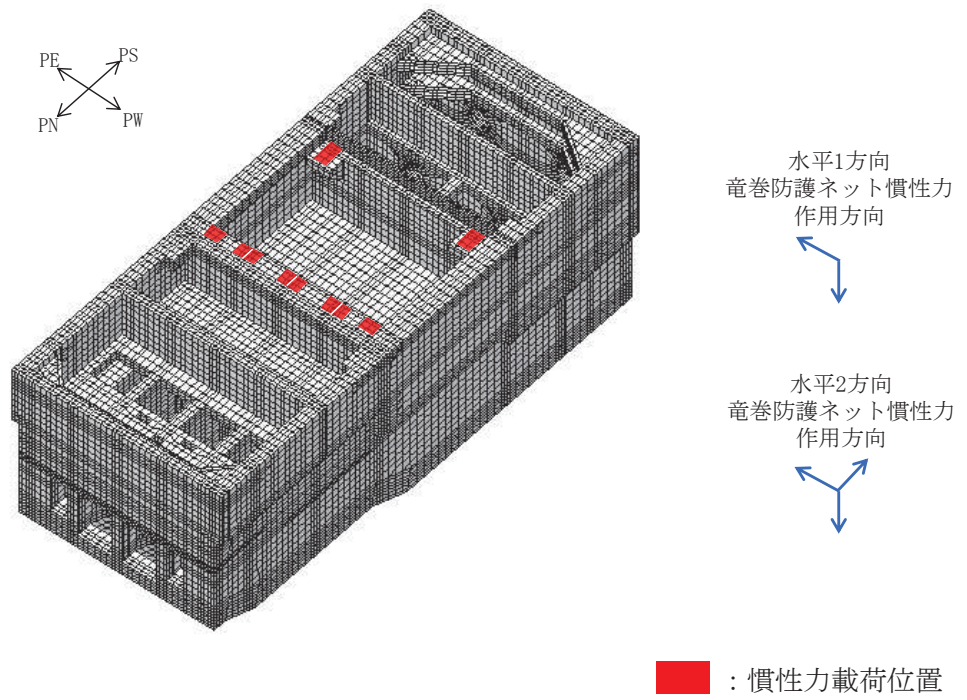 PE PS
PN PW
水平1方向
竜巻防護ネット慣性力
作用方向
水平2方向
竜巻防護ネット慣性力
作用方向
：慣性力載荷位置